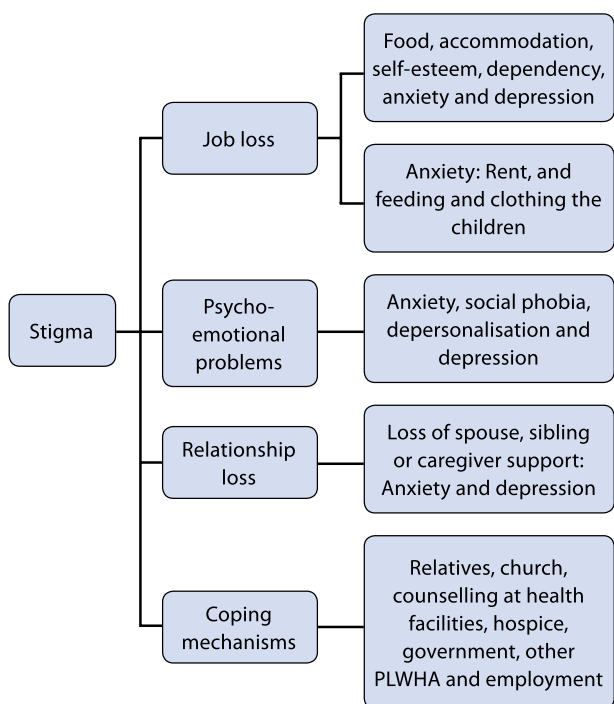 Stigma
Job loss
Food, accommodation,
self-esteem, dependency,
anxiety and depression
Anxiety: Rent, and
feeding and clothing the
children
Psycho-
emotional
problems
Anxiety, social phobia,
depersonalisation and
depression
Relationship
loss
Loss of spouse, sibling
or caregiver support:
Anxiety and depression
Coping
mechanisms
Relatives, church,
counselling at health
facilities, hospice,
government, other
PLWHA and employment